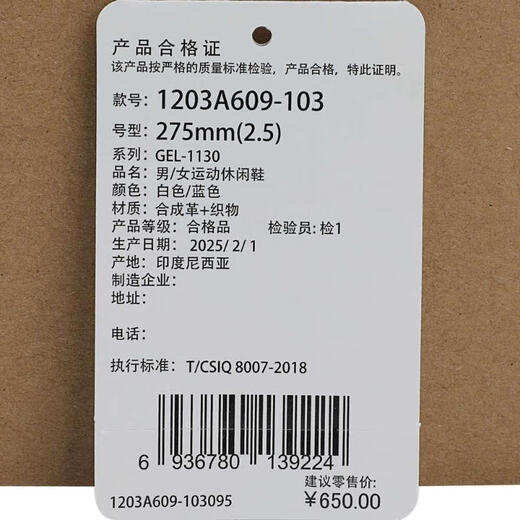 产品合格证
该产品按严格的质量标准检验，产品合格，特此证明。
款号：1203A609-103
号型：275mm(2.5)
系列：GEL-1130
品名：男/女运动休闲鞋
颜色：白色/蓝色
材质：合成革+织物
产品等级：合格品 检验员：检1
生产日期：2025/ 2/ 1
产地：印度尼西亚
制造企业：
地址：
电话：
执行标准：T/CSIQ 8007-2018
6 936780 139224
建议零售价:
1203A609-103095 ¥650.00